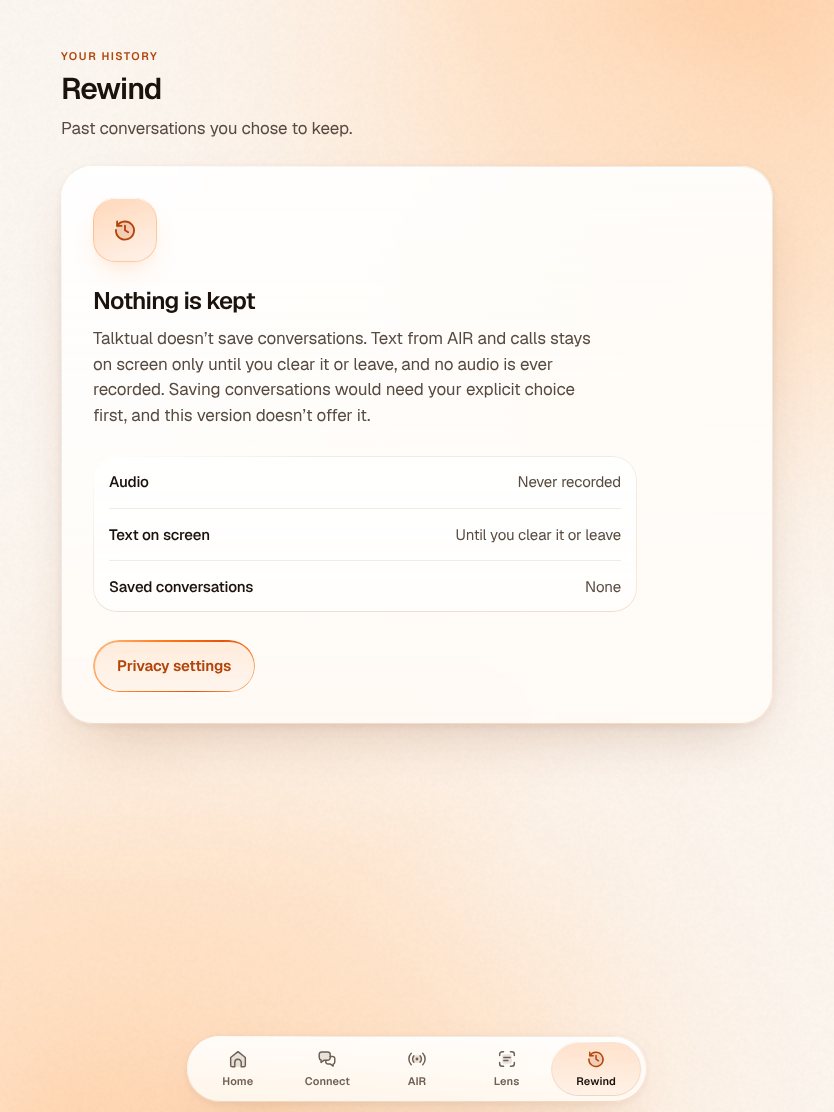 YOUR HISTORY
Rewind
Past conversations you chose to keep.
Nothing is kept
Talktual doesn’t save conversations. Text from AIR and calls stays
on screen only until you clear it or leave, and no audio is ever
recorded. Saving conversations would need your explicit choice
first, and this version doesn’t offer it.
Audio Never recorded
Text on screen Until you clear it or leave
Saved conversations None
Privacy settings
Home Connect AIR Lens Rewind